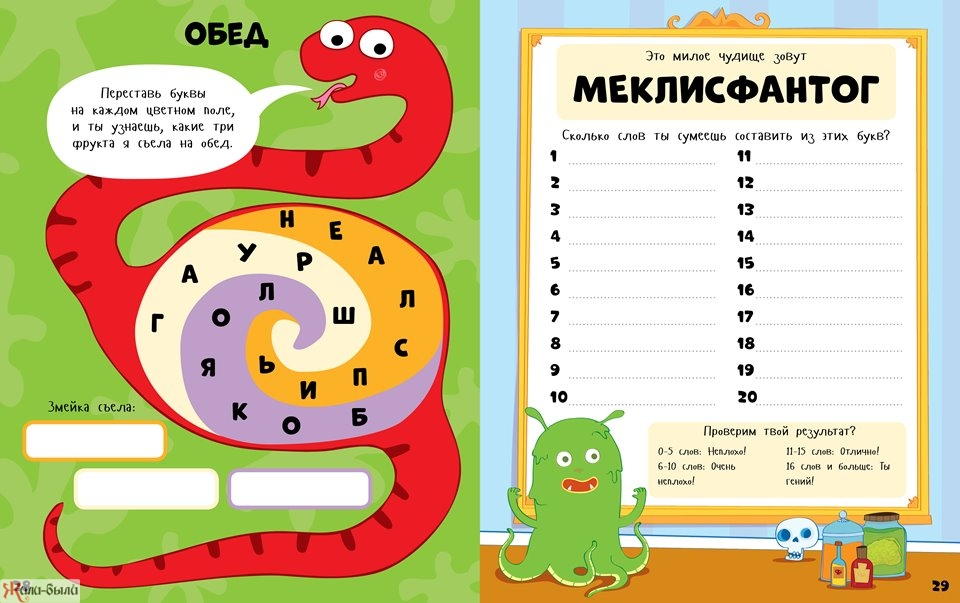 ОБЕД
Переставь буквы
на каждом цветном поле,
и ты узнаешь, какие три
фрукта я съела на обед.
Н
Е
А
Л
С
П
И
Ь
У
Р
А
Ш
Г
Л
О
Я
К
О
Б
Змейка съела:
жили-были
Это милое чудище зовут
МЕКЛИСФАНТОГ
Сколько слов ты сумеешь составить из этих букв?
1
2
3
4
5
6
7
8
9
10
11
12
13
14
15
16
17
18
19
20
Проверим твой результат?
0-5 слов: Неплохо!
6-10 слов: Очень
неплохо!
11-15 слов: Отлично!
16 слов и больше: Ты
гений!
29